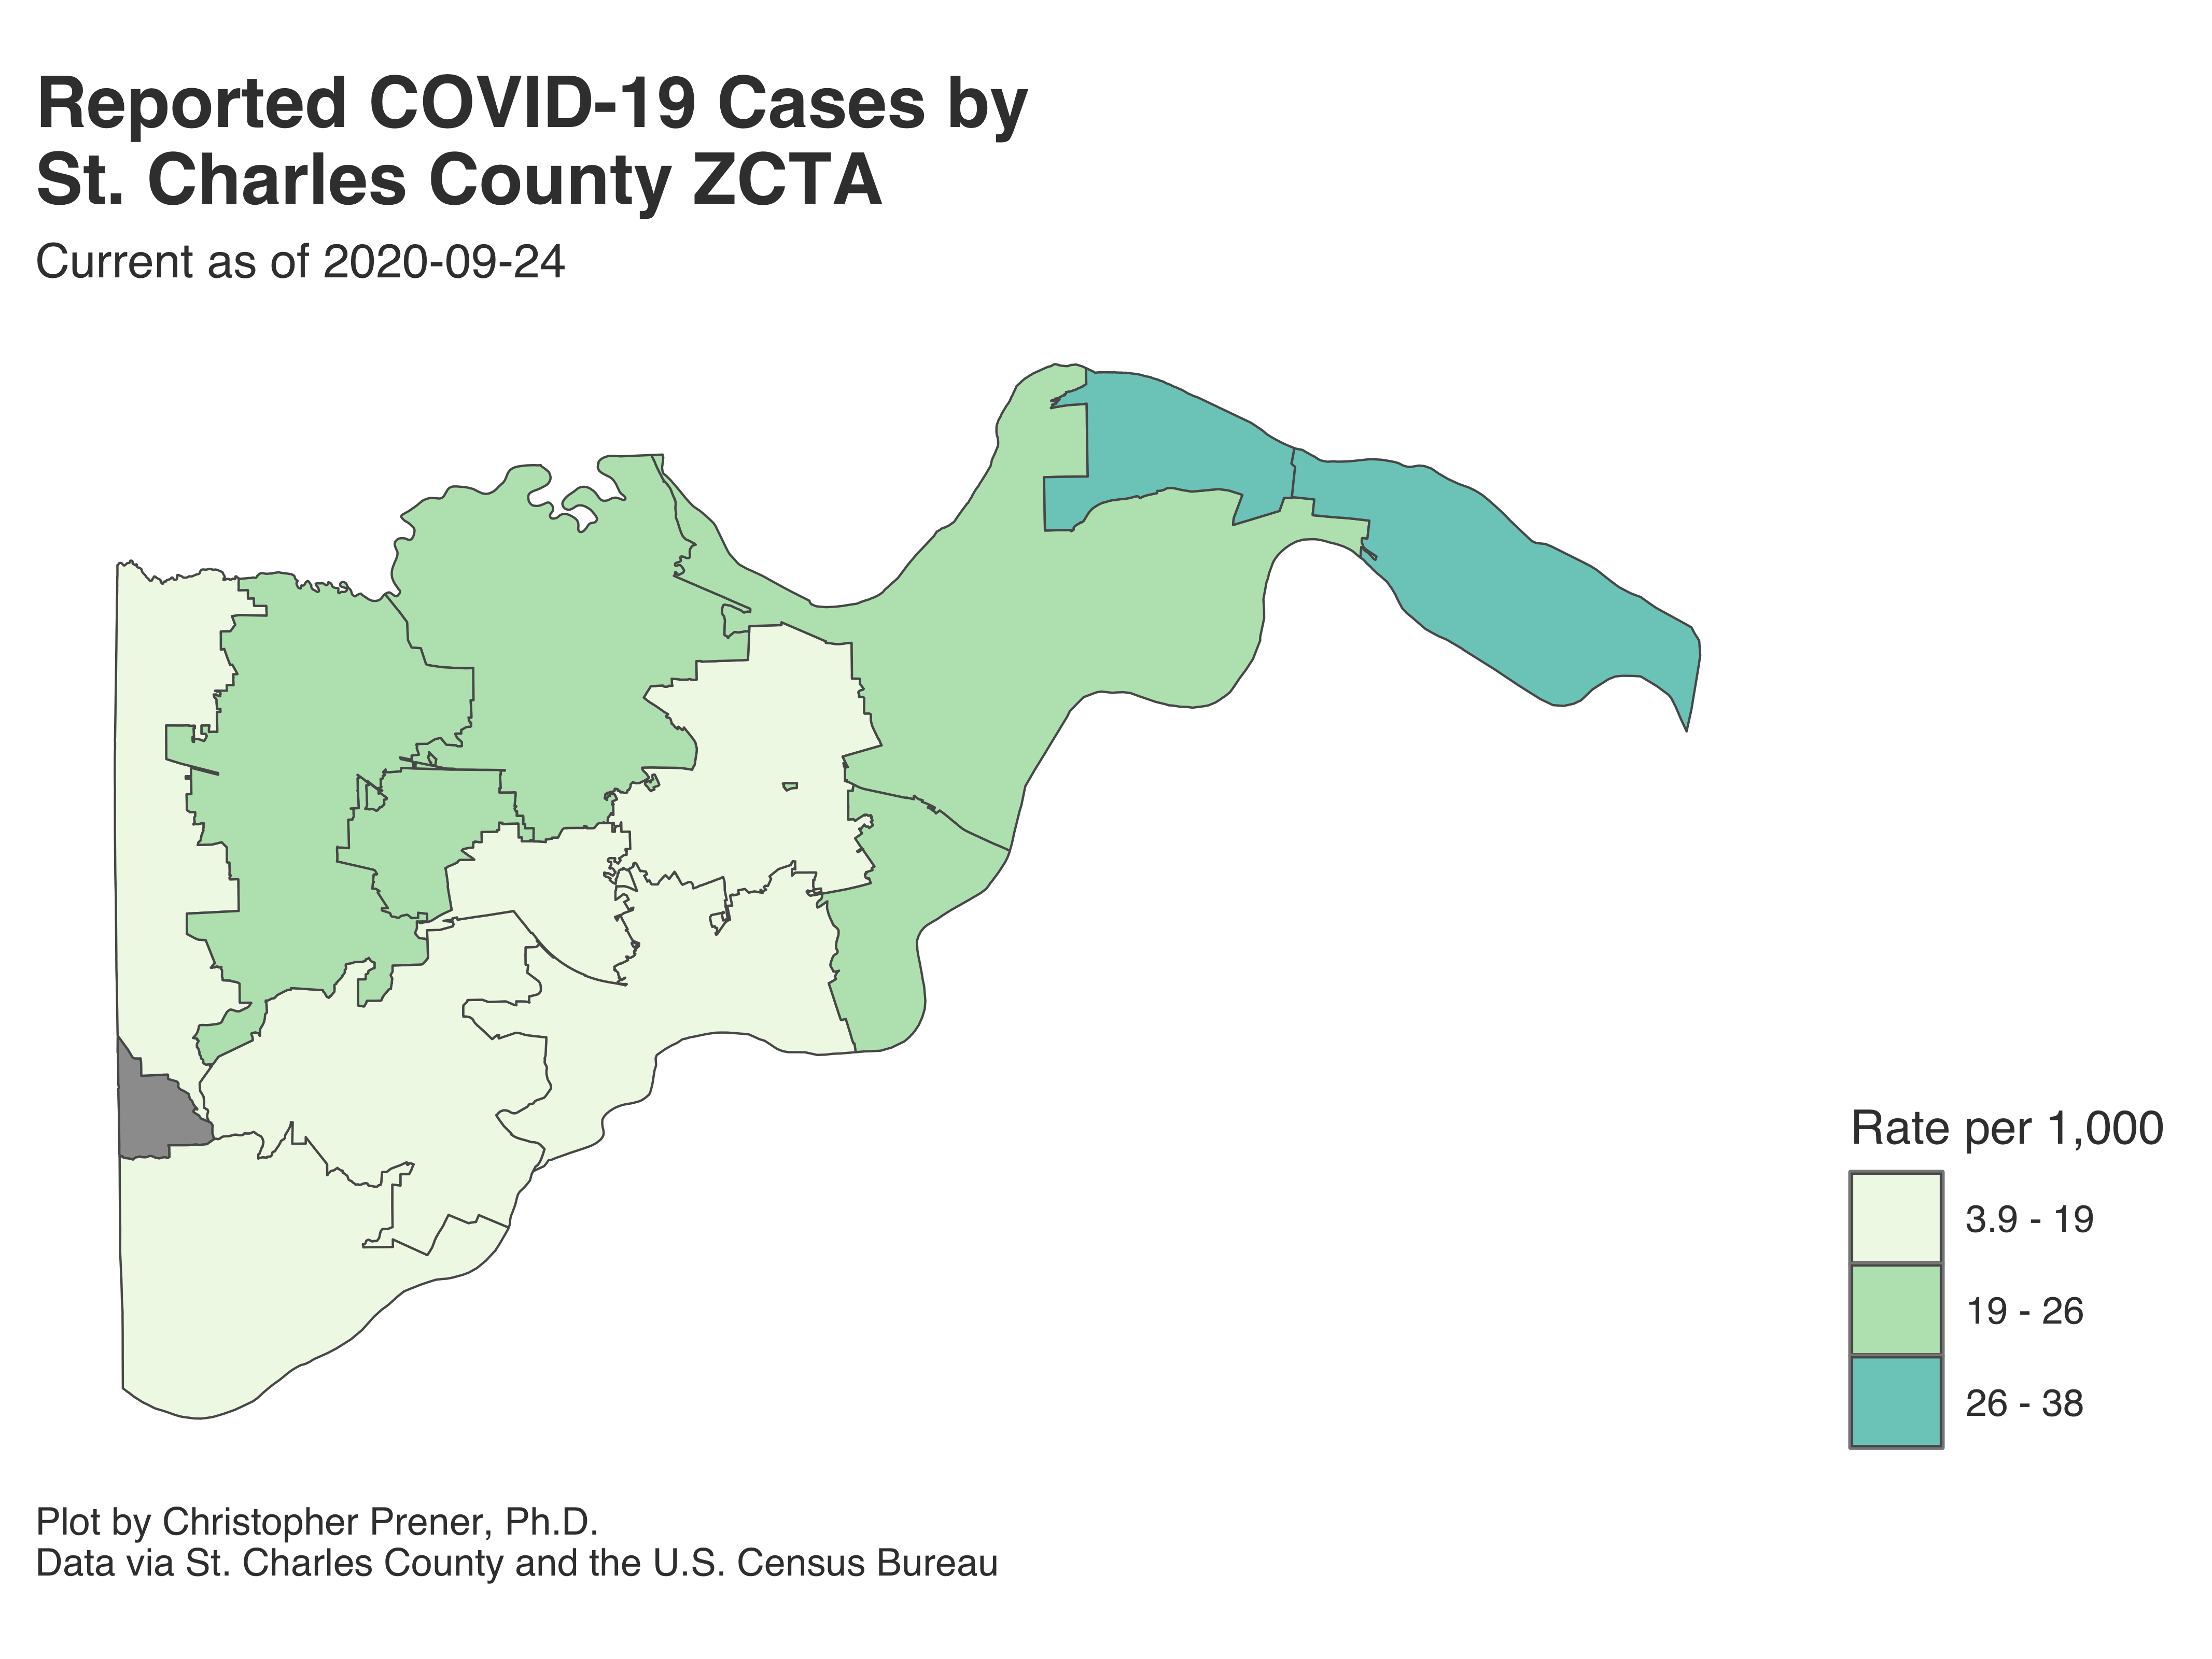 Reported COVID-19 Cases by
St. Charles County ZCTA
Current as of 2020-09-24
Rate per 1,000
3.9 - 19
19 - 26
26 - 38
Plot by Christopher Prener, Ph.D.
Data via St. Charles County and the U.S. Census Bureau